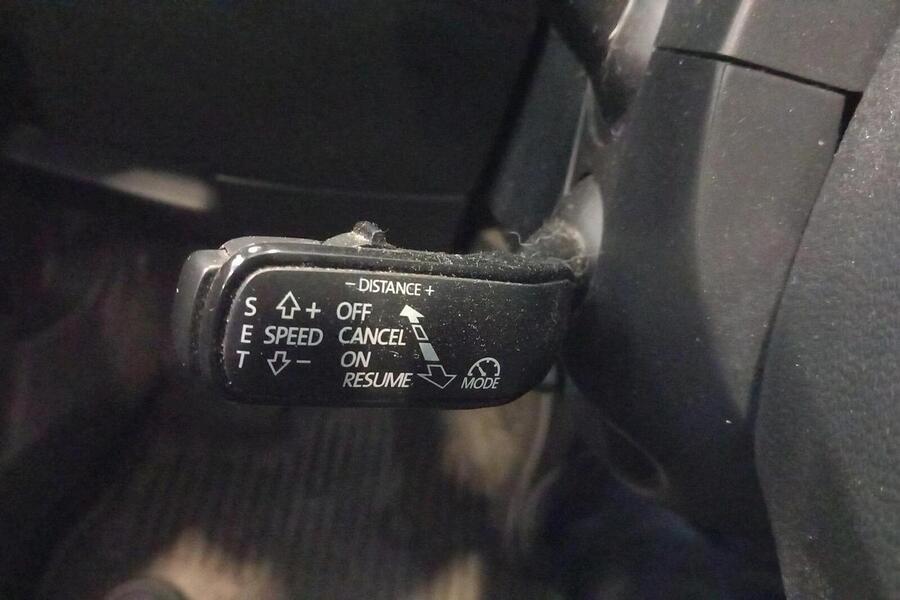 – DISTANCE +
S + OFF
E SPEED CANCEL
T – ON
RESUME MODE